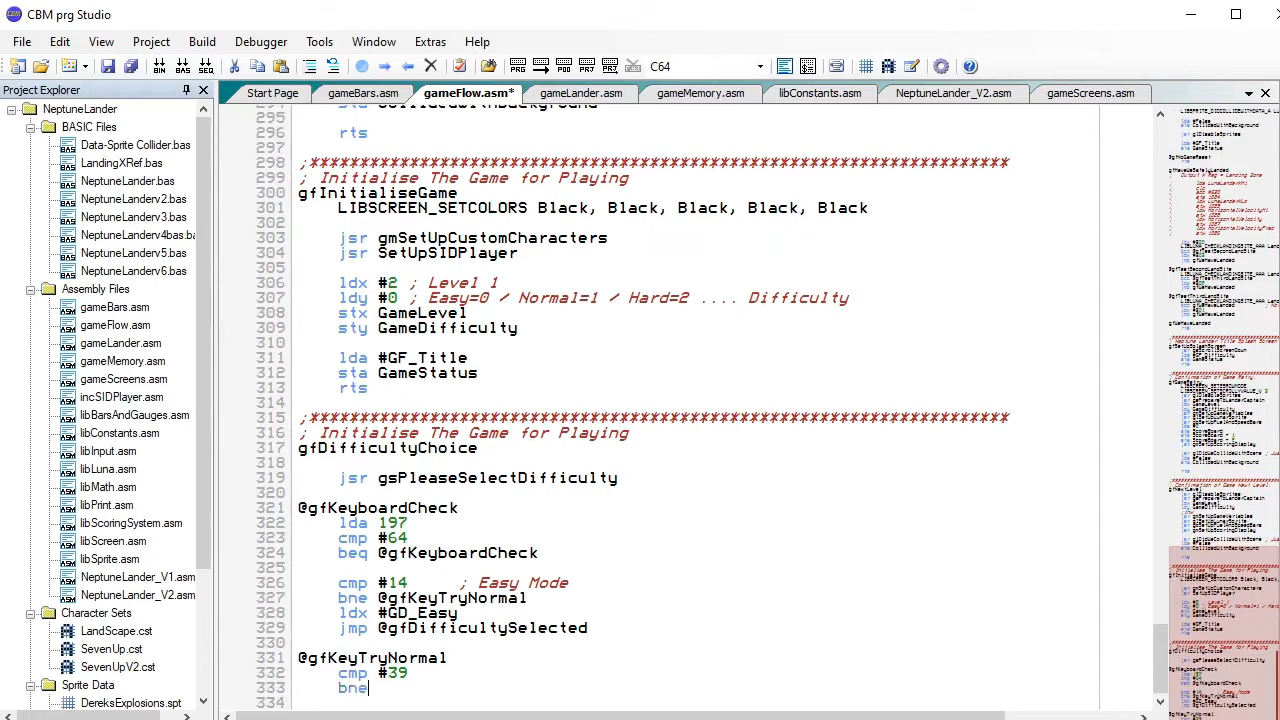 CBM prg Studio
File Edit View Project Build Debugger Tools Window Extras Help
C64
Project Explorer
Start Page gameBars.asm gameFlow.asm* gameLander.asm gameMemory.asm libConstants.asm NeptuneLander_V2.asm gameScreens.asm
NeptuneLander
BASIC Files
Data-Sprite Collider.bas
LandingXRef.bas
NeptuneLander.bas
NeptuneLanderv2.bas
NeptuneLanderv3.bas
NeptuneLanderv4bas.ba
NeptuneLanderv5.bas
NeptuneLanderv6.bas
Assembly Files
gameBars.asm
gameFlow.asm
gameLander.asm
gameMemory.asm
gameScreens.asm
incSIDPlayer.asm
libBarsAndGauges.asm
libConstants.asm
libInput.asm
libLuna.asm
libMath.asm
libPrint.asm
libScoringSystem.asm
libScreen.asm
libSprite.asm
NeptuneLander_V1.asm
NeptuneLander_V2.asm
Character Sets
LandScape.cst
SevenUp.cst
SevenUpV2.cst
Sprite Data
DereksExplosions.spt
294 sta CollidedWithBackground
295
296 rts
297
298 ;**********************************************************************
299 ; Initialise The Game for Playing
300 gfInitialiseGame
301 LIBSCREEN_SETCOLORS Black, Black, Black, Black, Black
302
303 jsr gmSetUpCustomCharacters
304 jsr SetUpSIDPlayer
305
306 ldx #2 ; Level 1
307 ldy #0 ; Easy=0 / Normal=1 / Hard=2 .... Difficulty
308 stx GameLevel
309 sty GameDifficulty
310
311 lda #GF_Title
312 sta GameStatus
313 rts
314
315 ;**********************************************************************
316 ; Initialise The Game for Playing
317 gfDifficultyChoice
318
319 jsr gsPleaseSelectDifficulty
320
321 @gfKeyboardCheck
322 lda 197
323 cmp #64
324 beq @gfKeyboardCheck
325
326 cmp #14 ; Easy Mode
327 bne @gfKeyTryNormal
328 ldx #GD_Easy
329 jmp @gfDifficultySelected
330
331 @gfKeyTryNormal
332 cmp #39
333 bne
334